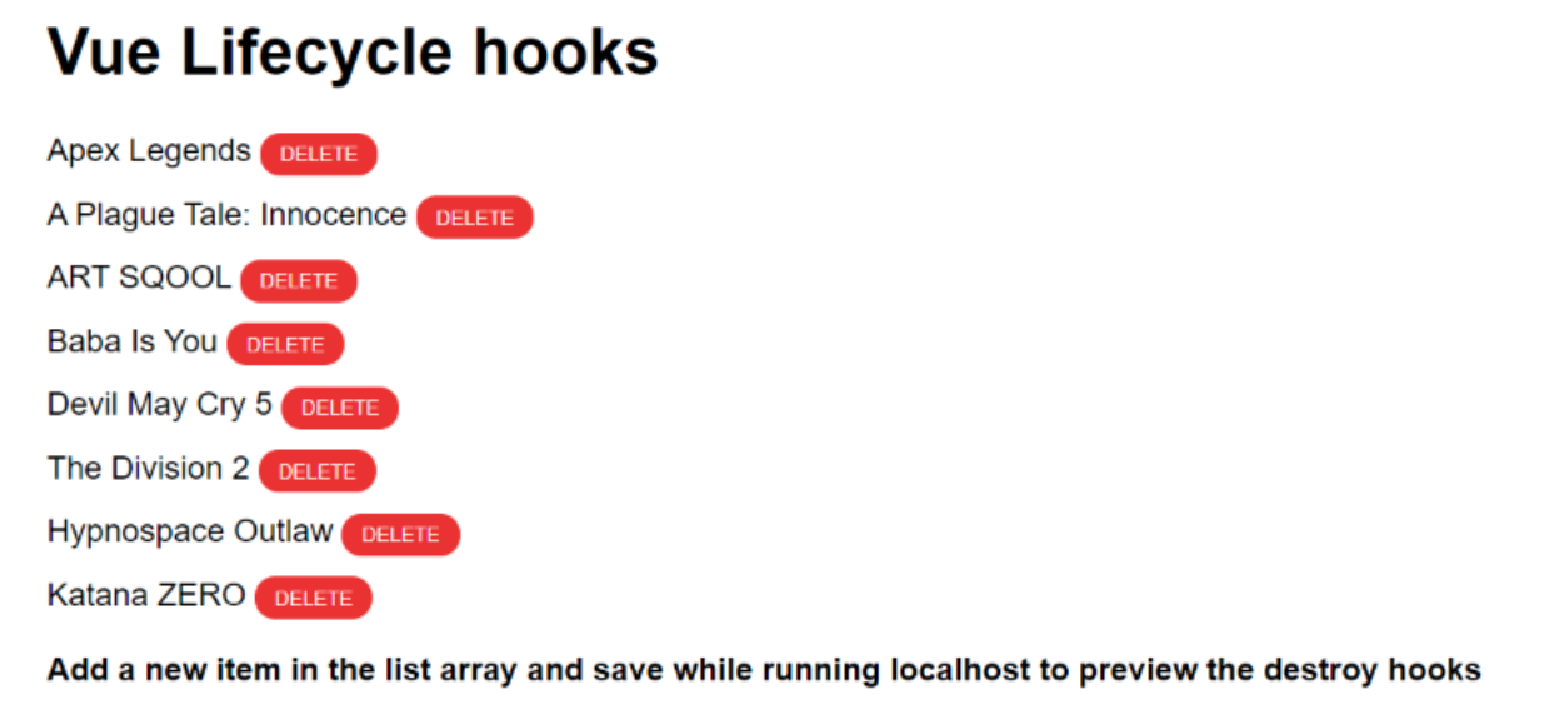 Vue Lifecycle hooks
Apex Legends DELETE
A Plague Tale: Innocence DELETE
ART SQOOL DELETE
Baba Is You DELETE
Devil May Cry 5 DELETE
The Division 2 DELETE
Hypnospace Outlaw DELETE
Katana ZERO DELETE
Add a new item in the list array and save while running localhost to preview the destroy hooks